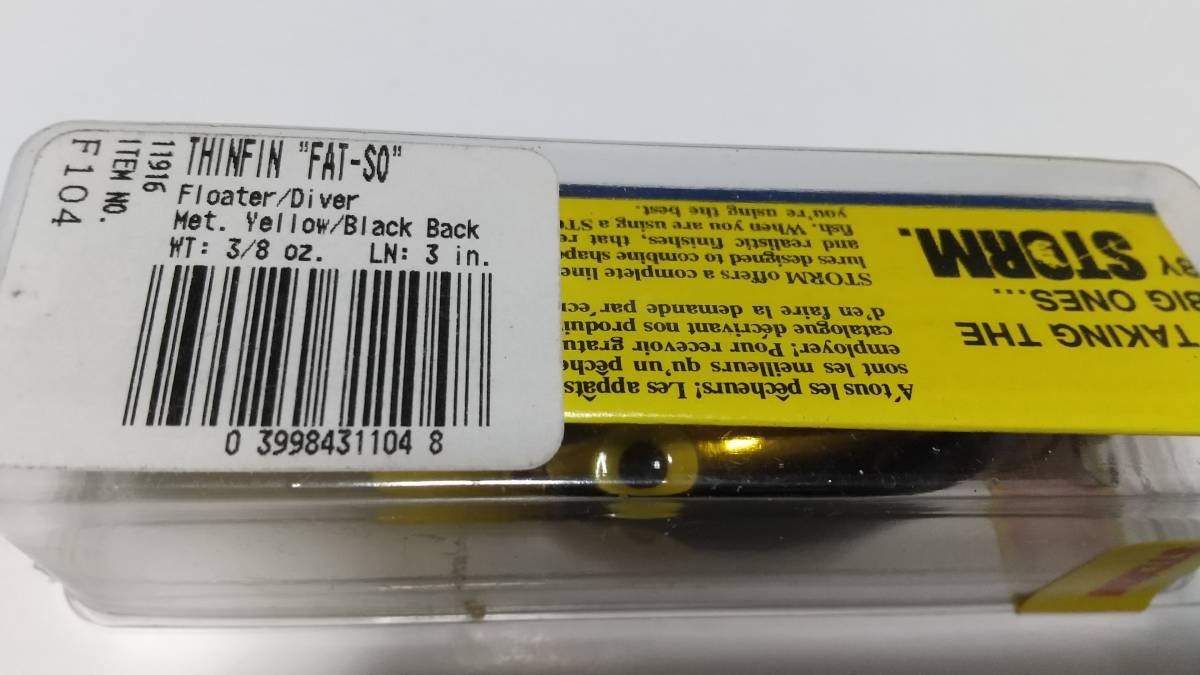 THINFIN "FAT-SO"
Floater/Diver
Met. Yellow/Black Back
WT: 3/8 oz. LN: 3 in.
0 3998431104 8
11916
ITEM NO.
F104
TAKING THE
BIG ONES...
BY STORM.
A tous les pêcheurs! Les appâts
sont les meilleurs qu'un pêche
employer! Pour recevoir gratu
catalogue décrivant nos produi
d'en faire la demande par écri
STORM offers a complete line
lures designed to combine shape
and realistic finishes, that re
fish. When you are using a STO
you're using the best.